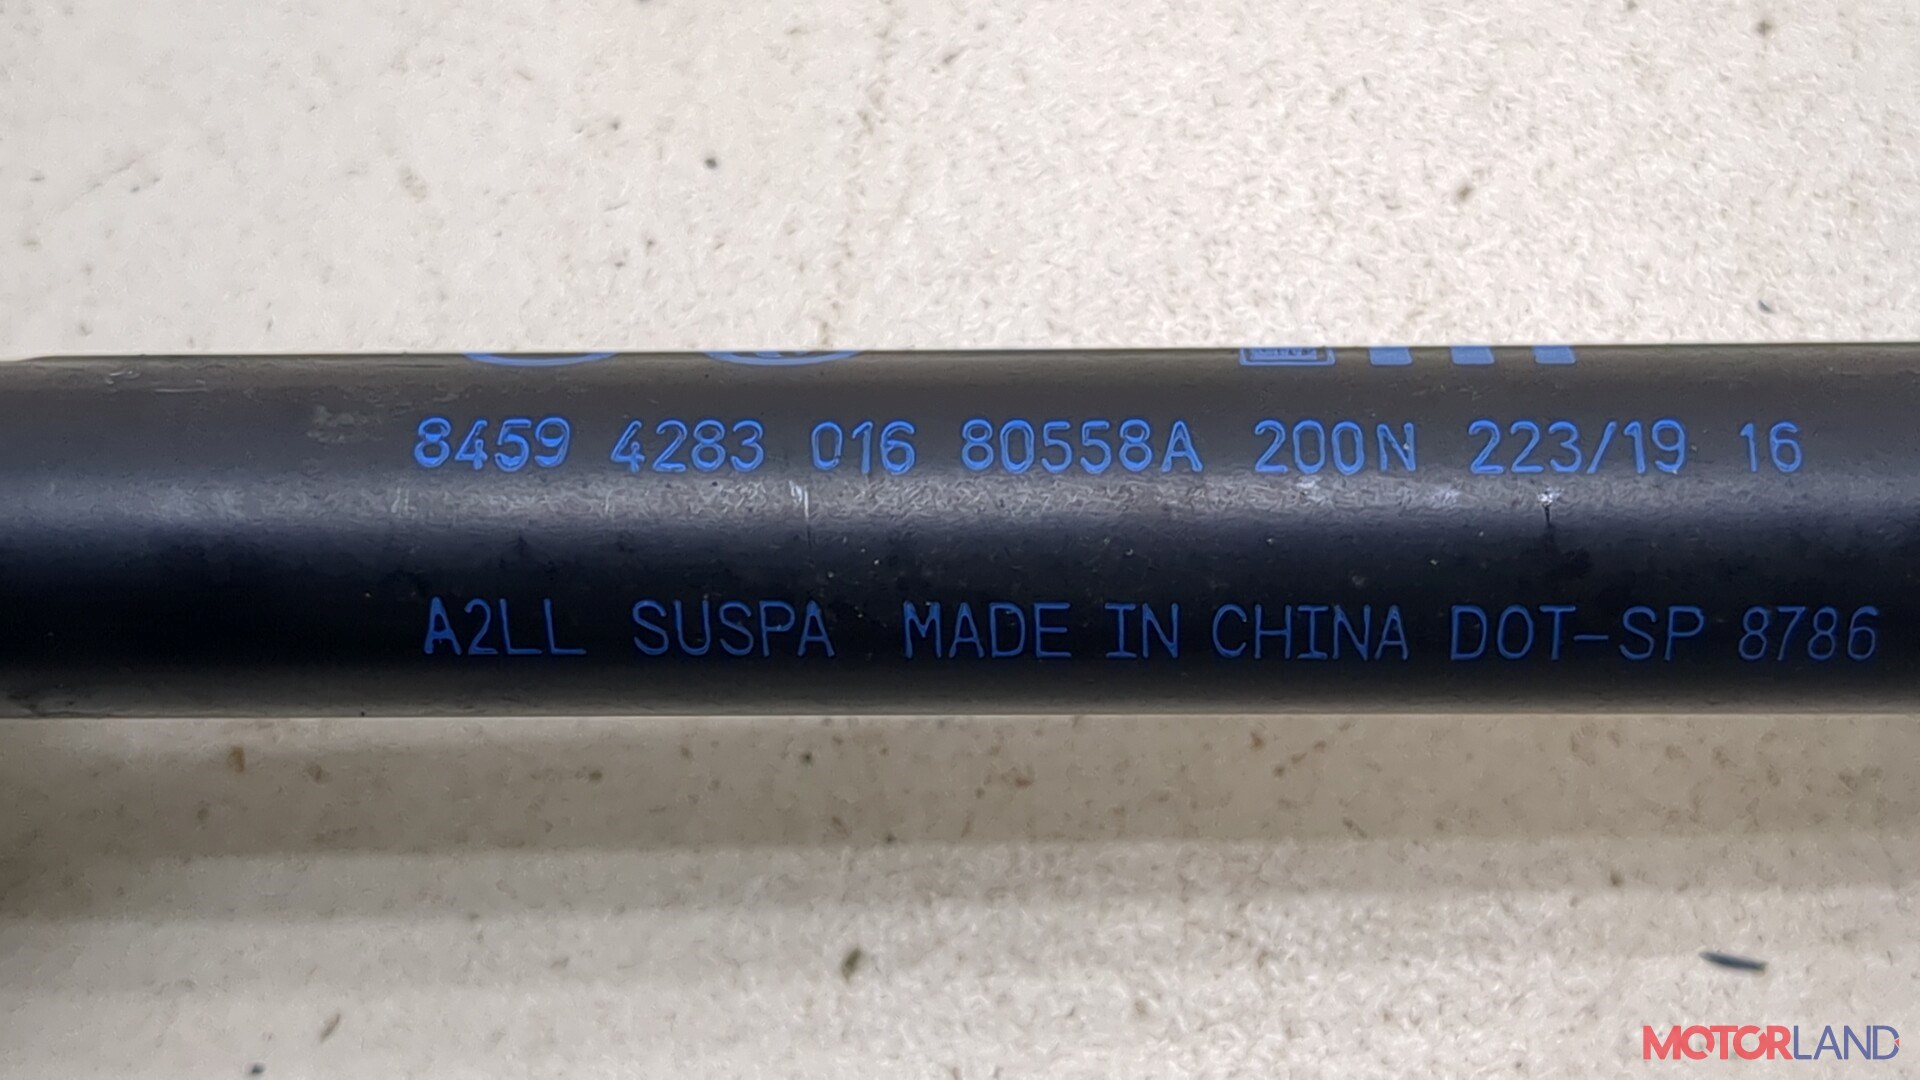 8459 4283 016 80558A 200N 223/19 16
A2LL SUSPA MADE IN CHINA DOT-SP 8786
MOTORLAND